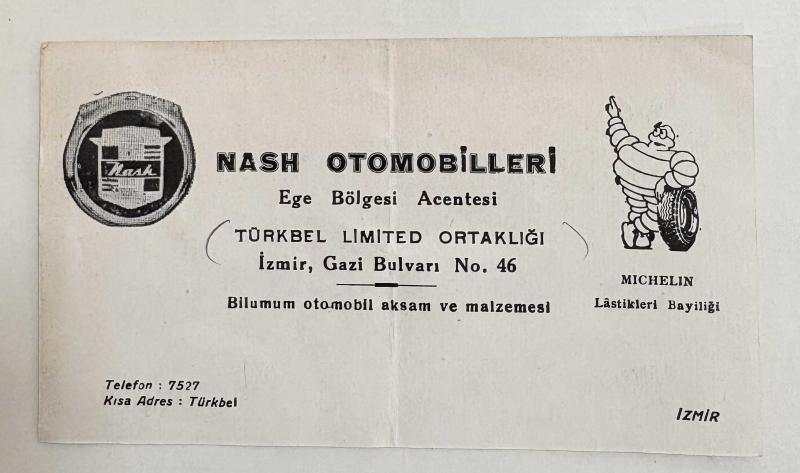 Nash
NASH OTOMOBİLLERİ
Ege Bölgesi Acentesi
(TÜRKBEL LIMITED ORTAKLIĞI)
İzmir, Gazi Bulvarı No. 46
Bilumum otomobil aksam ve malzemesi
MICHELIN
Lâstikleri Bayiliği
Telefon : 7527
Kısa Adres : Türkbel
İZMİR